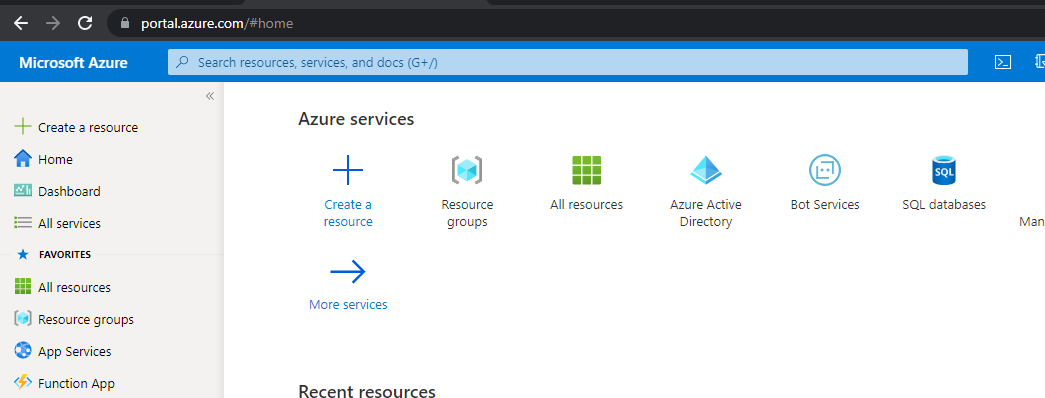 portal.azure.com/#home
Microsoft Azure
Search resources, services, and docs (G+/)
Create a resource
Home
Dashboard
All services
FAVORITES
All resources
Resource groups
App Services
Function App
Azure services
Create a
resource
Resource
groups
All resources
Azure Active
Directory
Bot Services
SQL
SQL databases
Man
More services
Recent resources